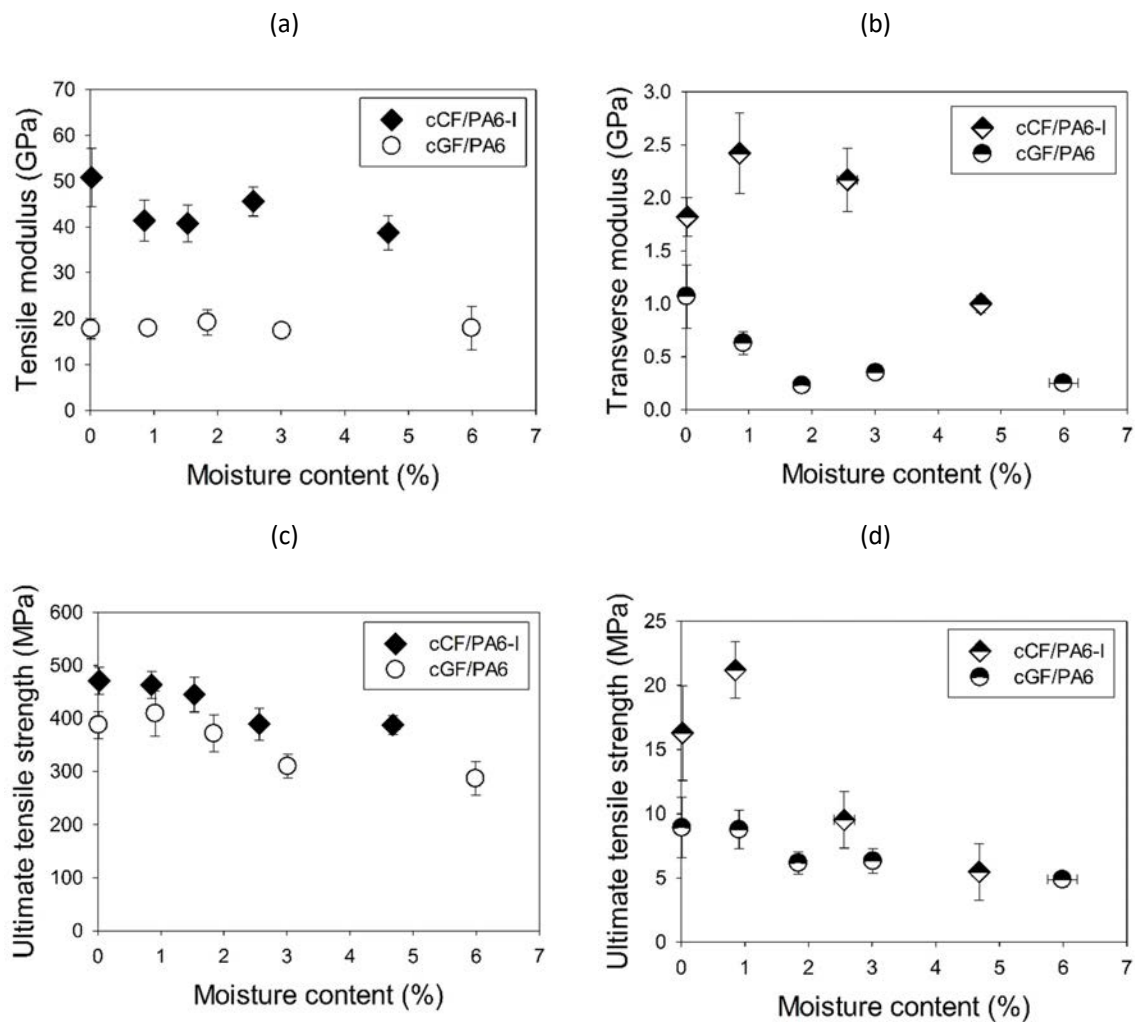 (a)
70
60
50
40
30
20
10
0
Tensile modulus (GPa)
cCF/PA6-I
cGF/PA6
0 1 2 3 4 5 6 7
Moisture content (%)
(b)
3.0
2.5
2.0
1.5
1.0
0.5
0.0
Transverse modulus (GPa)
cCF/PA6-I
cGF/PA6
0 1 2 3 4 5 6 7
Moisture content (%)
(c)
600
500
400
300
200
100
0
Ultimate tensile strength (MPa)
cCF/PA6-I
cGF/PA6
0 1 2 3 4 5 6 7
Moisture content (%)
(d)
25
20
15
10
5
0
Ultimate tensile strength (MPa)
cCF/PA6-I
cGF/PA6
0 1 2 3 4 5 6 7
Moisture content (%)